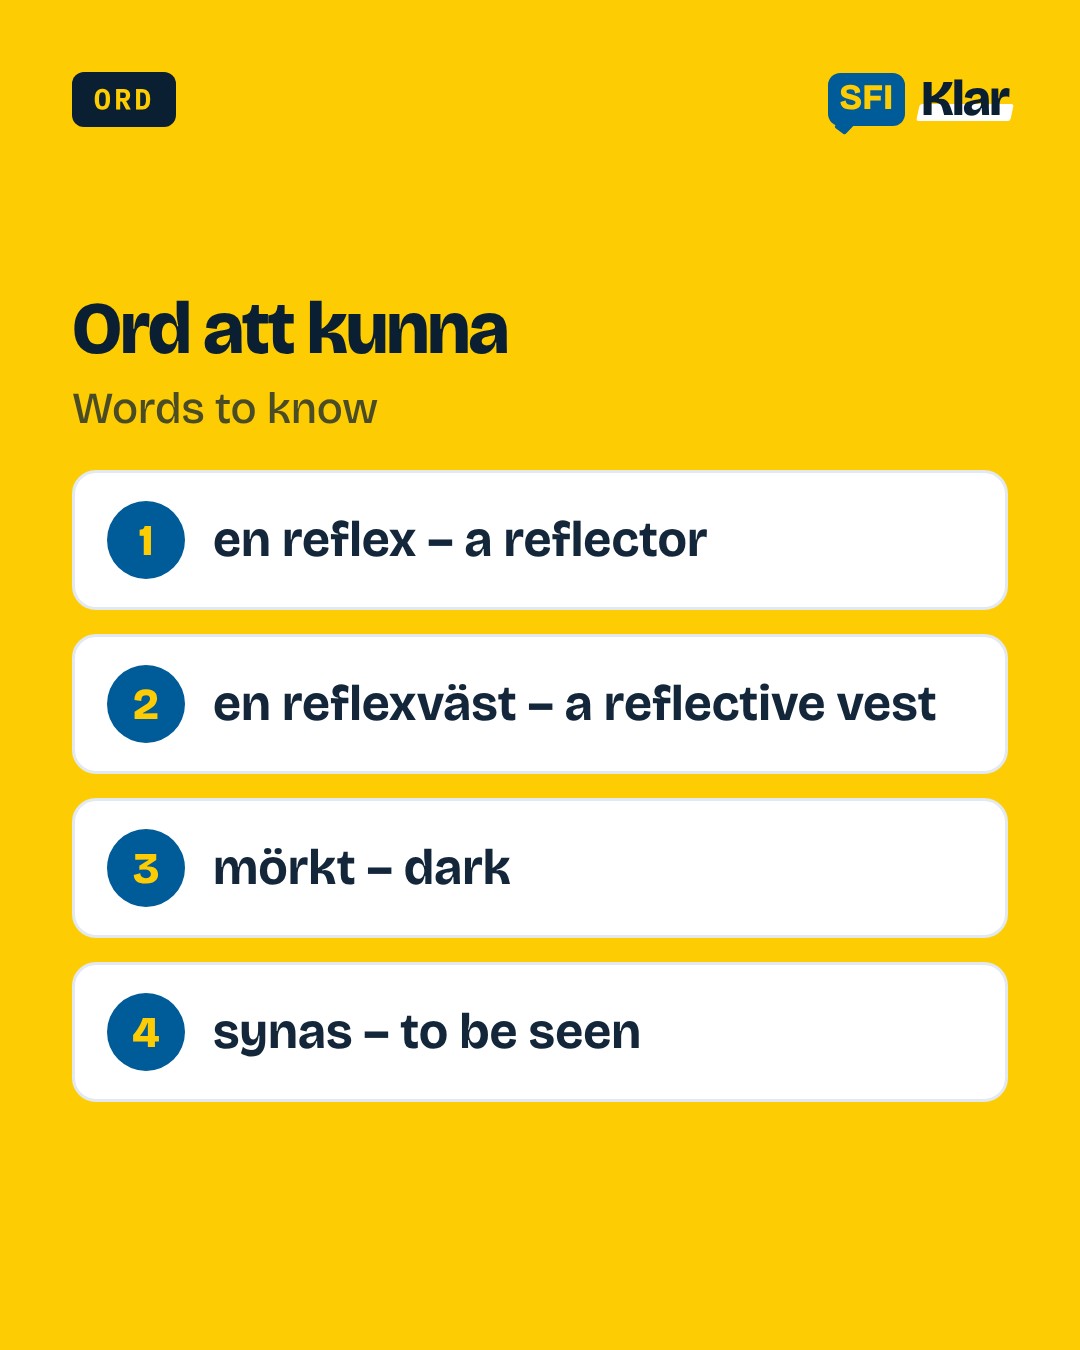 ORD
SFI Klar
Ord att kunna
Words to know
1 en reflex – a reflector
2 en reflexväst – a reflective vest
3 mörkt – dark
4 synas – to be seen